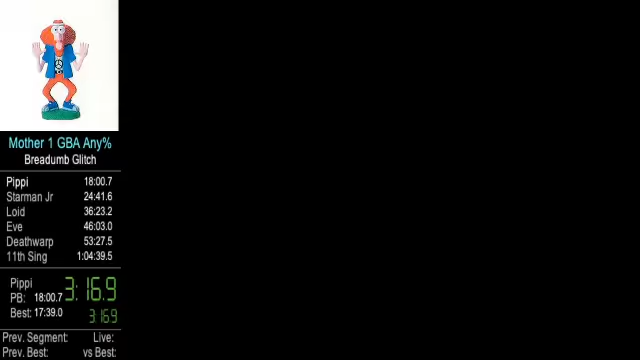 Mother 1 GBA Any%
Breadumb Glitch
Pippi 18:00.7
Starman Jr 24:41.6
Loid 36:23.2
Eve 46:03.0
Deathwarp 53:27.5
11th Sing 1:04:39.5
Pippi 3:16.9
PB: 18:00.7
Best: 17:39.0 3:16.9
Prev. Segment: Live:
Prev. Best: vs Best: